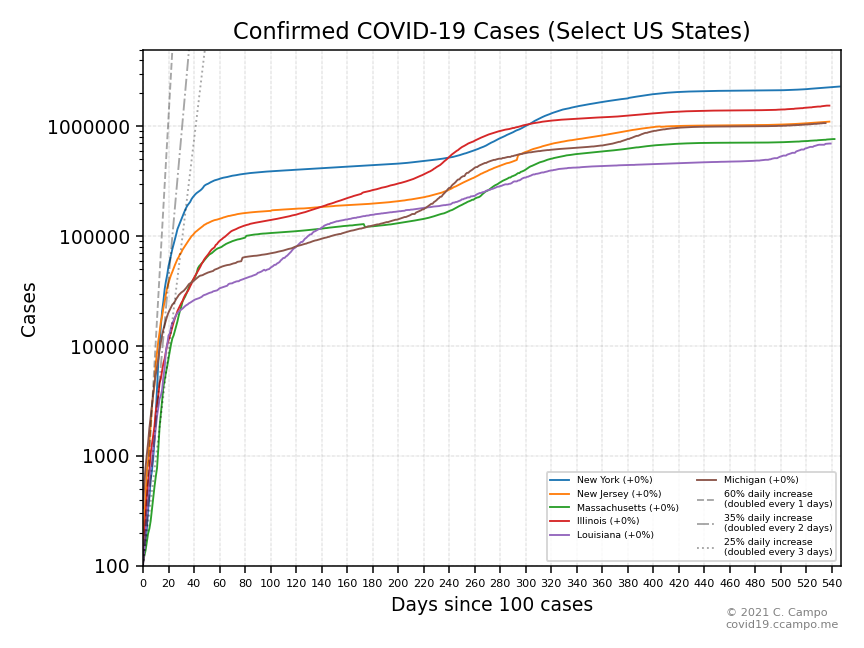 Confirmed COVID-19 Cases (Select US States)
Cases
1000000
100000
10000
1000
100
0 20 40 60 80 100 120 140 160 180 200 220 240 260 280 300 320 340 360 380 400 420 440 460 480 500 520 540
Days since 100 cases
New York (+0%)
New Jersey (+0%)
Massachusetts (+0%)
Illinois (+0%)
Louisiana (+0%)
Michigan (+0%)
60% daily increase
(doubled every 1 days)
35% daily increase
(doubled every 2 days)
25% daily increase
(doubled every 3 days)
© 2021 C. Campo
covid19.ccampo.me